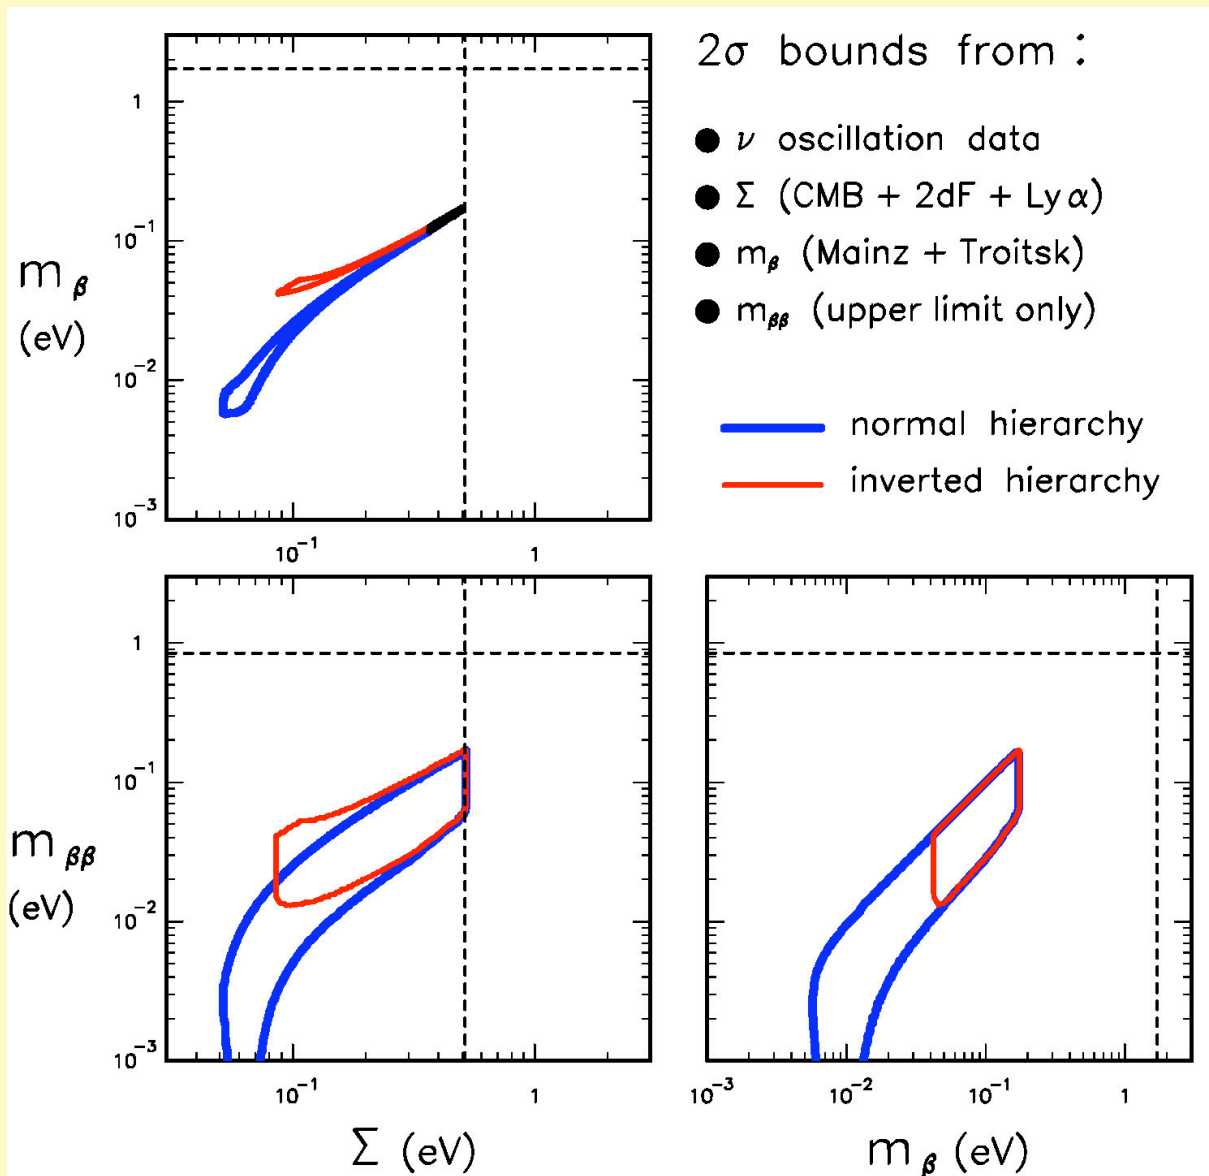 2σ bounds from :
● ν oscillation data
● Σ (CMB + 2dF + Ly α)
● m_β (Mainz + Troitsk)
● m_ββ (upper limit only)
normal hierarchy
inverted hierarchy
m_β
(eV)
1
10^-1
10^-2
10^-3
10^-1 1
m_ββ
(eV)
1
10^-1
10^-2
10^-3
10^-1 1
Σ (eV)
10^-3 10^-2 10^-1 1
m_β (eV)